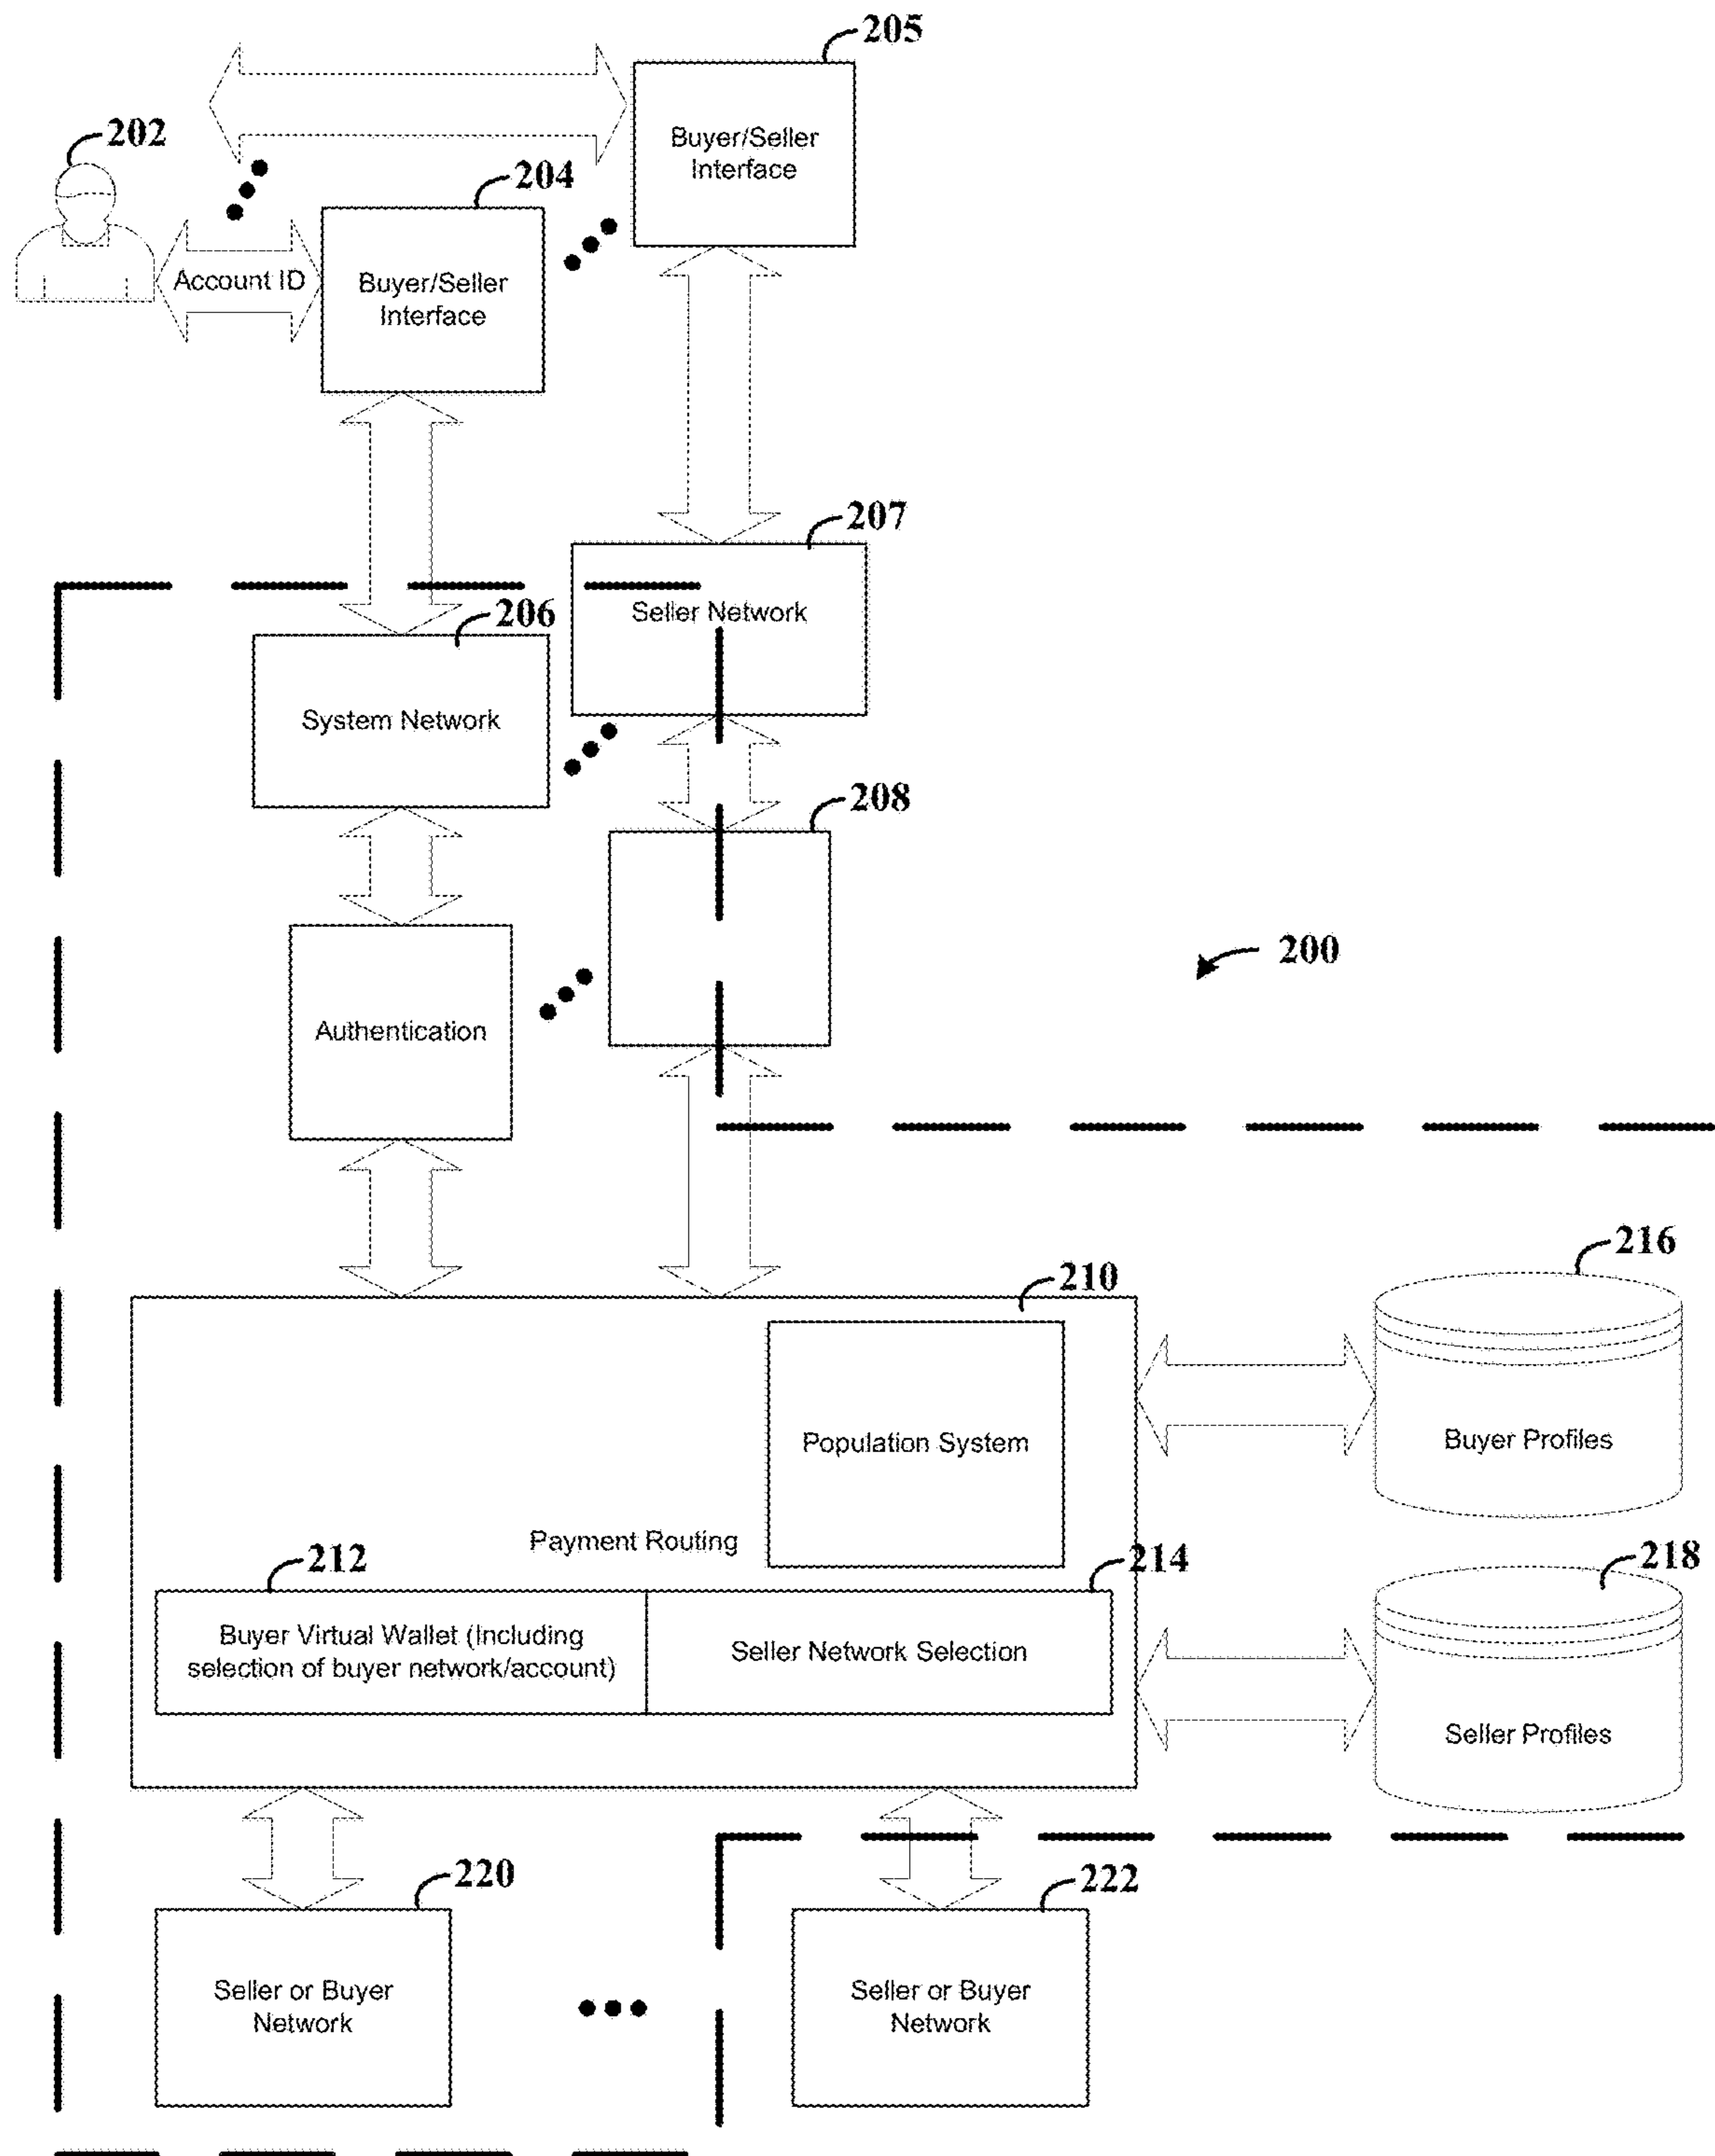 205
Buyer/Seller
Interface
202
204
Account ID
Buyer/Seller
Interface
207
Seller Network
206
System Network
208
200
Authentication
216
210
Population System
Buyer Profiles
Payment Routing
212
214
218
Buyer Virtual Wallet (Including
selection of buyer network/account)
Seller Network Selection
Seller Profiles
220
222
Seller or Buyer
Network
Seller or Buyer
Network